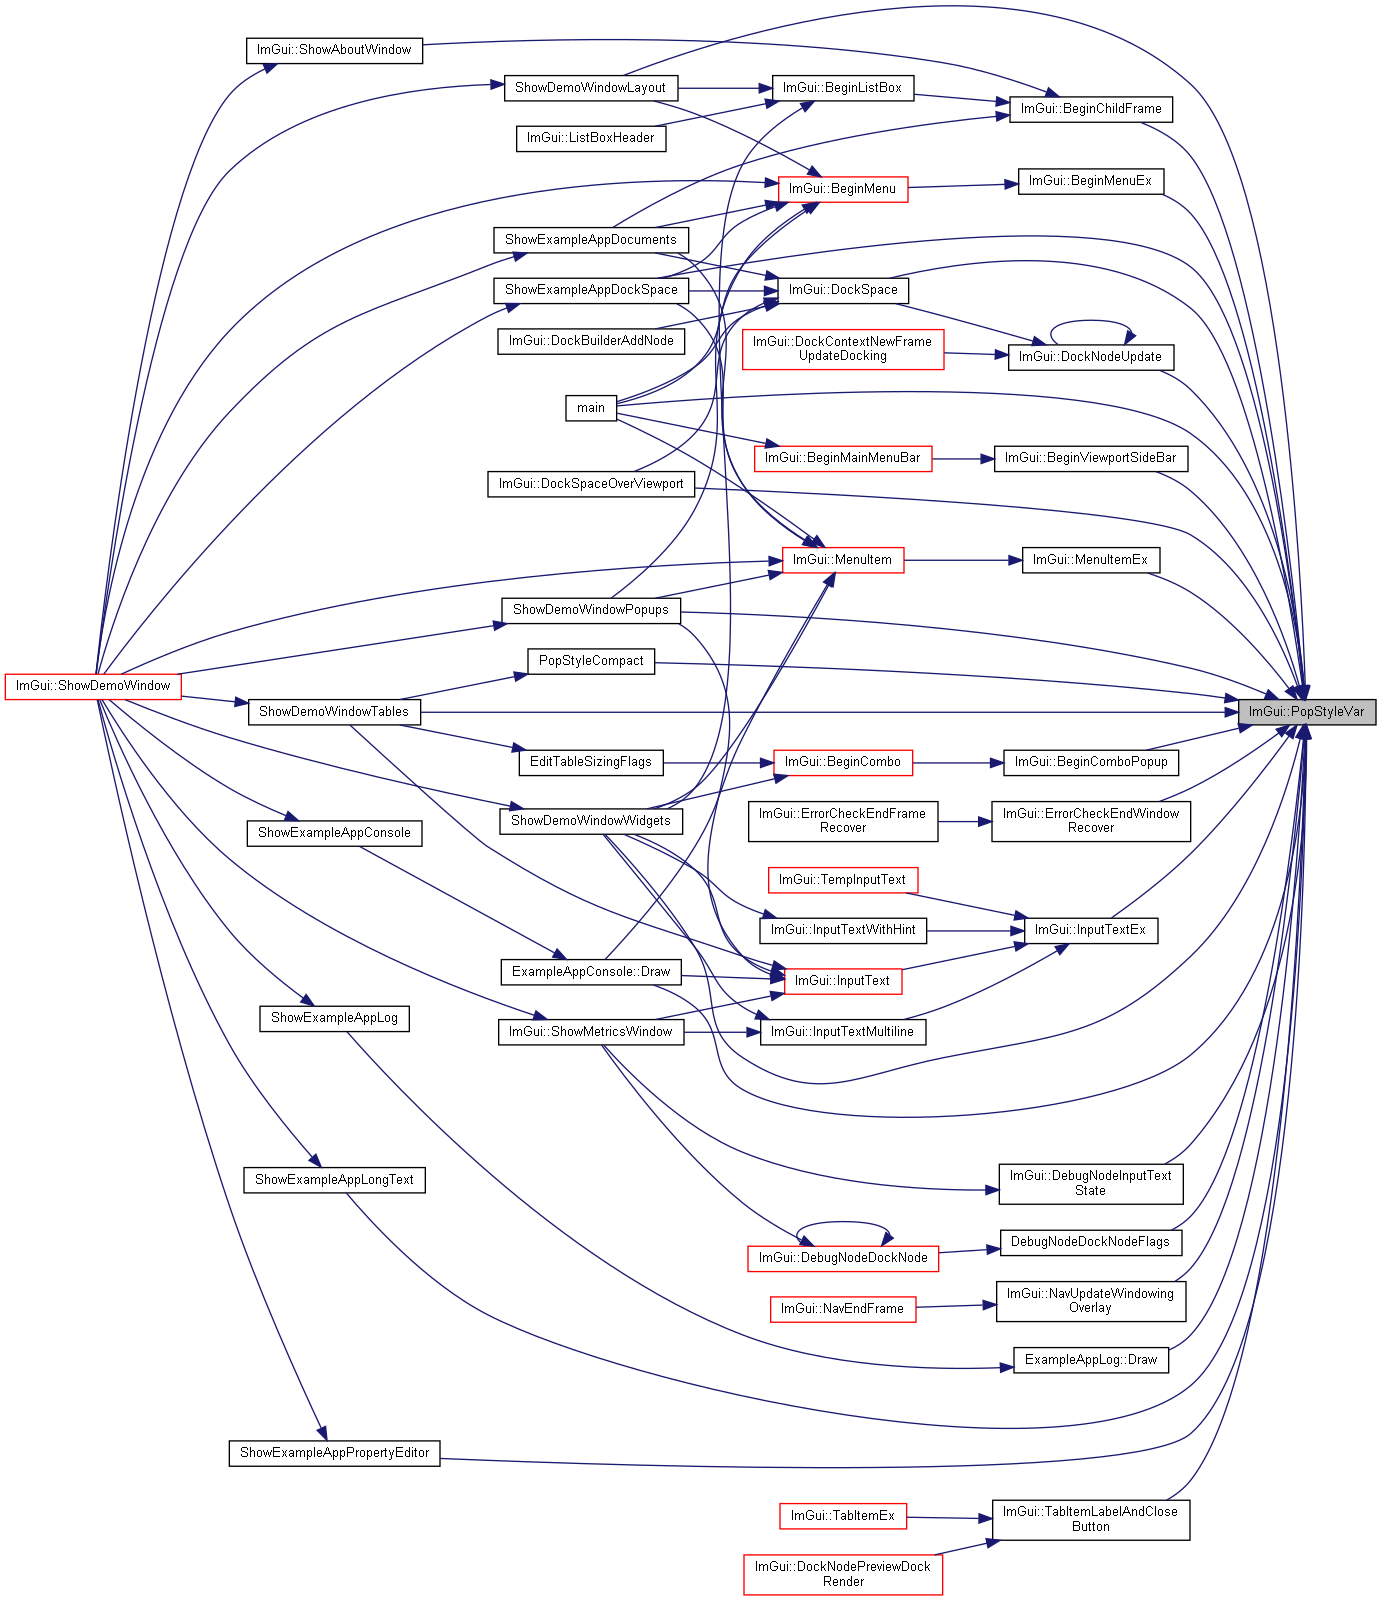 ImGui::ShowAboutWindow
ShowDemoWindowLayout
ImGui::BeginListBox
ImGui::BeginChildFrame
ImGui::ListBoxHeader
ImGui::BeginMenu
ImGui::BeginMenuEx
ShowExampleAppDocuments
ShowExampleAppDockSpace
ImGui::DockSpace
ImGui::DockBuilderAddNode
ImGui::DockContextNewFrame
UpdateDocking
ImGui::DockNodeUpdate
main
ImGui::BeginMainMenuBar
ImGui::BeginViewportSideBar
ImGui::DockSpaceOverViewport
ImGui::MenuItem
ImGui::MenuItemEx
ShowDemoWindowPopups
PopStyleCompact
ImGui::ShowDemoWindow
ShowDemoWindowTables
ImGui::PopStyleVar
EditTableSizingFlags
ImGui::BeginCombo
ImGui::BeginComboPopup
ShowDemoWindowWidgets
ImGui::ErrorCheckEndFrame
Recover
ImGui::ErrorCheckEndWindow
Recover
ShowExampleAppConsole
ImGui::TempInputText
ImGui::InputTextWithHint
ImGui::InputTextEx
ExampleAppConsole::Draw
ImGui::InputText
ShowExampleAppLog
ImGui::ShowMetricsWindow
ImGui::InputTextMultiline
ShowExampleAppLongText
ImGui::DebugNodeInputText
State
DebugNodeDockNodeFlags
ImGui::DebugNodeDockNode
ImGui::NavUpdateWindowing
Overlay
ImGui::NavEndFrame
ExampleAppLog::Draw
ShowExampleAppPropertyEditor
ImGui::TabItemEx
ImGui::TabItemLabelAndClose
Button
ImGui::DockNodePreviewDock
Render